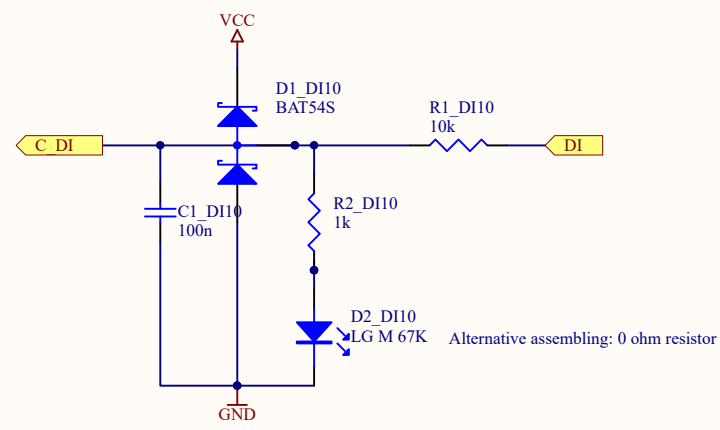 VCC
D1_DI10
BAT54S
R1_DI10
10k
C_DI
DI
C1_DI10
100n
R2_DI10
1k
D2_DI10
LG M 67K
Alternative assembling: 0 ohm resistor
GND